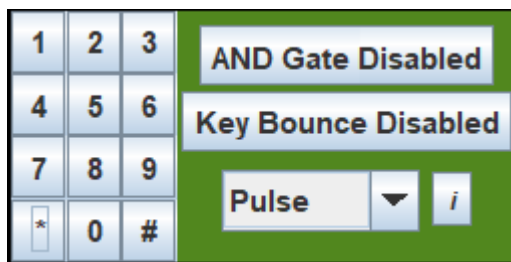 1 2 3
4 5 6
7 8 9
* 0 #
AND Gate Disabled
Key Bounce Disabled
Pulse
i